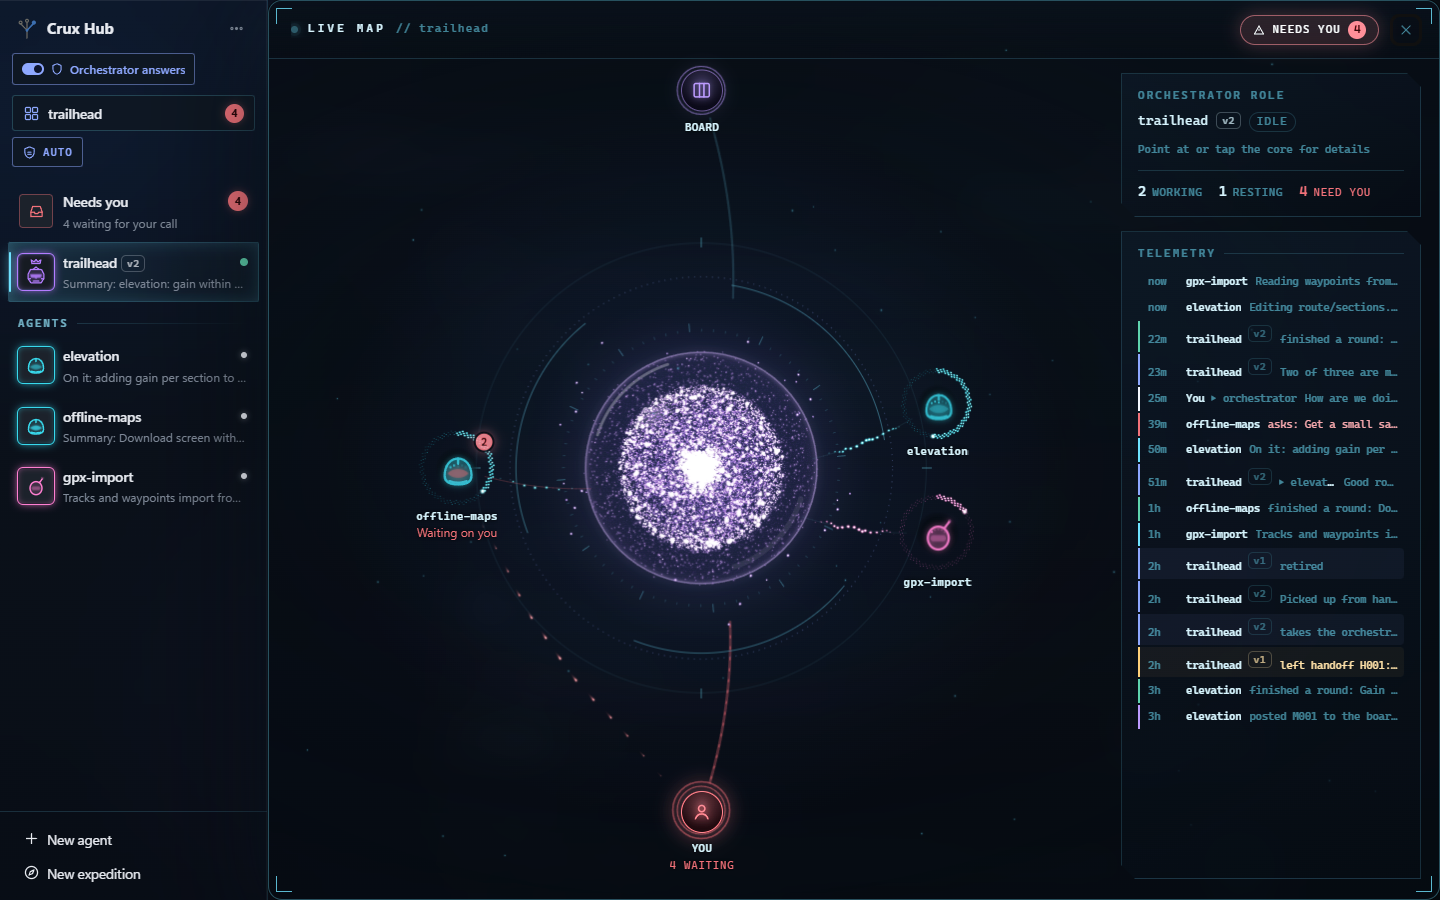 Crux Hub
Orchestrator answers
trailhead 4
AUTO
Needs you 4
4 waiting for your call
trailhead v2
Summary: elevation: gain within ...
AGENTS
elevation
On it: adding gain per section to ...
offline-maps
Summary: Download screen with...
gpx-import
Tracks and waypoints import fro...
New agent
New expedition
LIVE MAP // trailhead
NEEDS YOU 4
BOARD
elevation
2
offline-maps
Waiting on you
gpx-import
YOU
4 WAITING
ORCHESTRATOR ROLE
trailhead v2 IDLE
Point at or tap the core for details
2 WORKING 1 RESTING 4 NEED YOU
TELEMETRY
now gpx-import Reading waypoints from…
now elevation Editing route/sections.…
22m trailhead v2 finished a round: …
23m trailhead v2 Two of three are m…
25m You ▸ orchestrator How are we doi…
39m offline-maps asks: Get a small sa…
50m elevation On it: adding gain per …
51m trailhead v2 ▸ elevat… Good ro…
1h offline-maps finished a round: Do…
1h gpx-import Tracks and waypoints i…
2h trailhead v1 retired
2h trailhead v2 Picked up from han…
2h trailhead v2 takes the orchestr…
2h trailhead v1 left handoff H001:…
3h elevation finished a round: Gain …
3h elevation posted M001 to the boar…